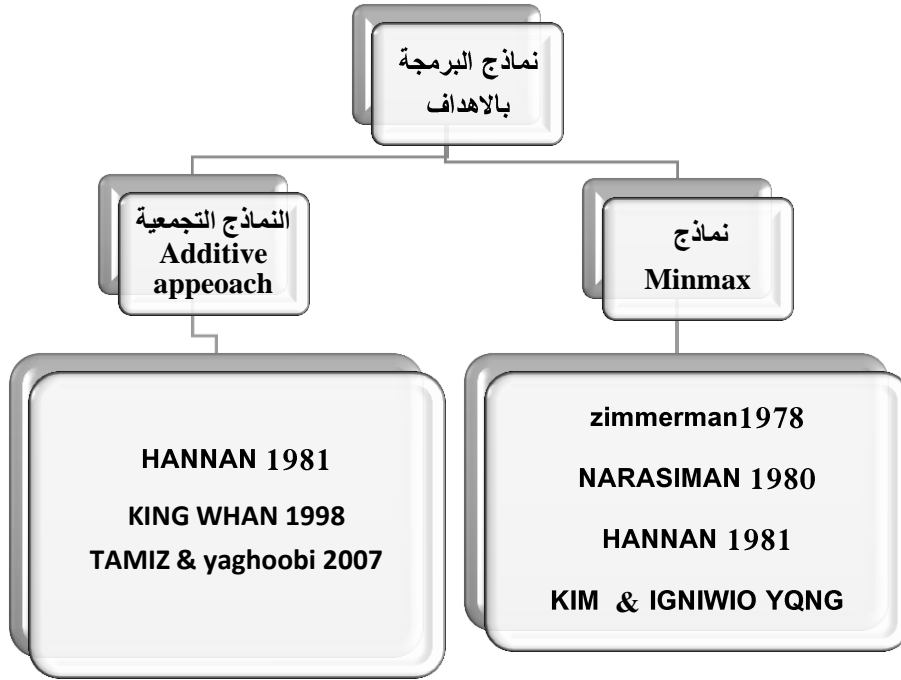 نماذج البرمجة
بالاهداف
النماذج التجمعية
Additive
appeoach
نماذج
Minmax
HANNAN 1981
KING WHAN 1998
TAMIZ & yaghoobi 2007
zimmerman1978
NARASIMAN 1980
HANNAN 1981
KIM & IGNIWIO YQNG